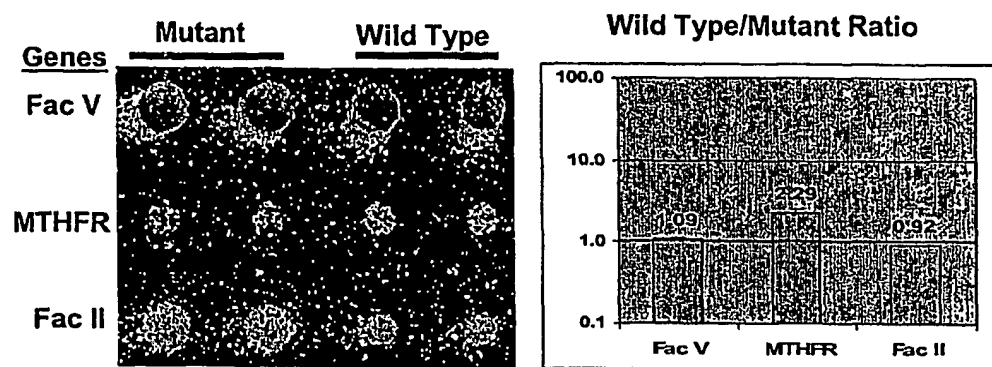 Mutant
Wild Type
Genes
Fac V
MTHFR
Fac II
Wild Type/Mutant Ratio
100.0
10.0
1.0
0.1
1.09
2.29
0.92
Fac V
MTHFR
Fac II